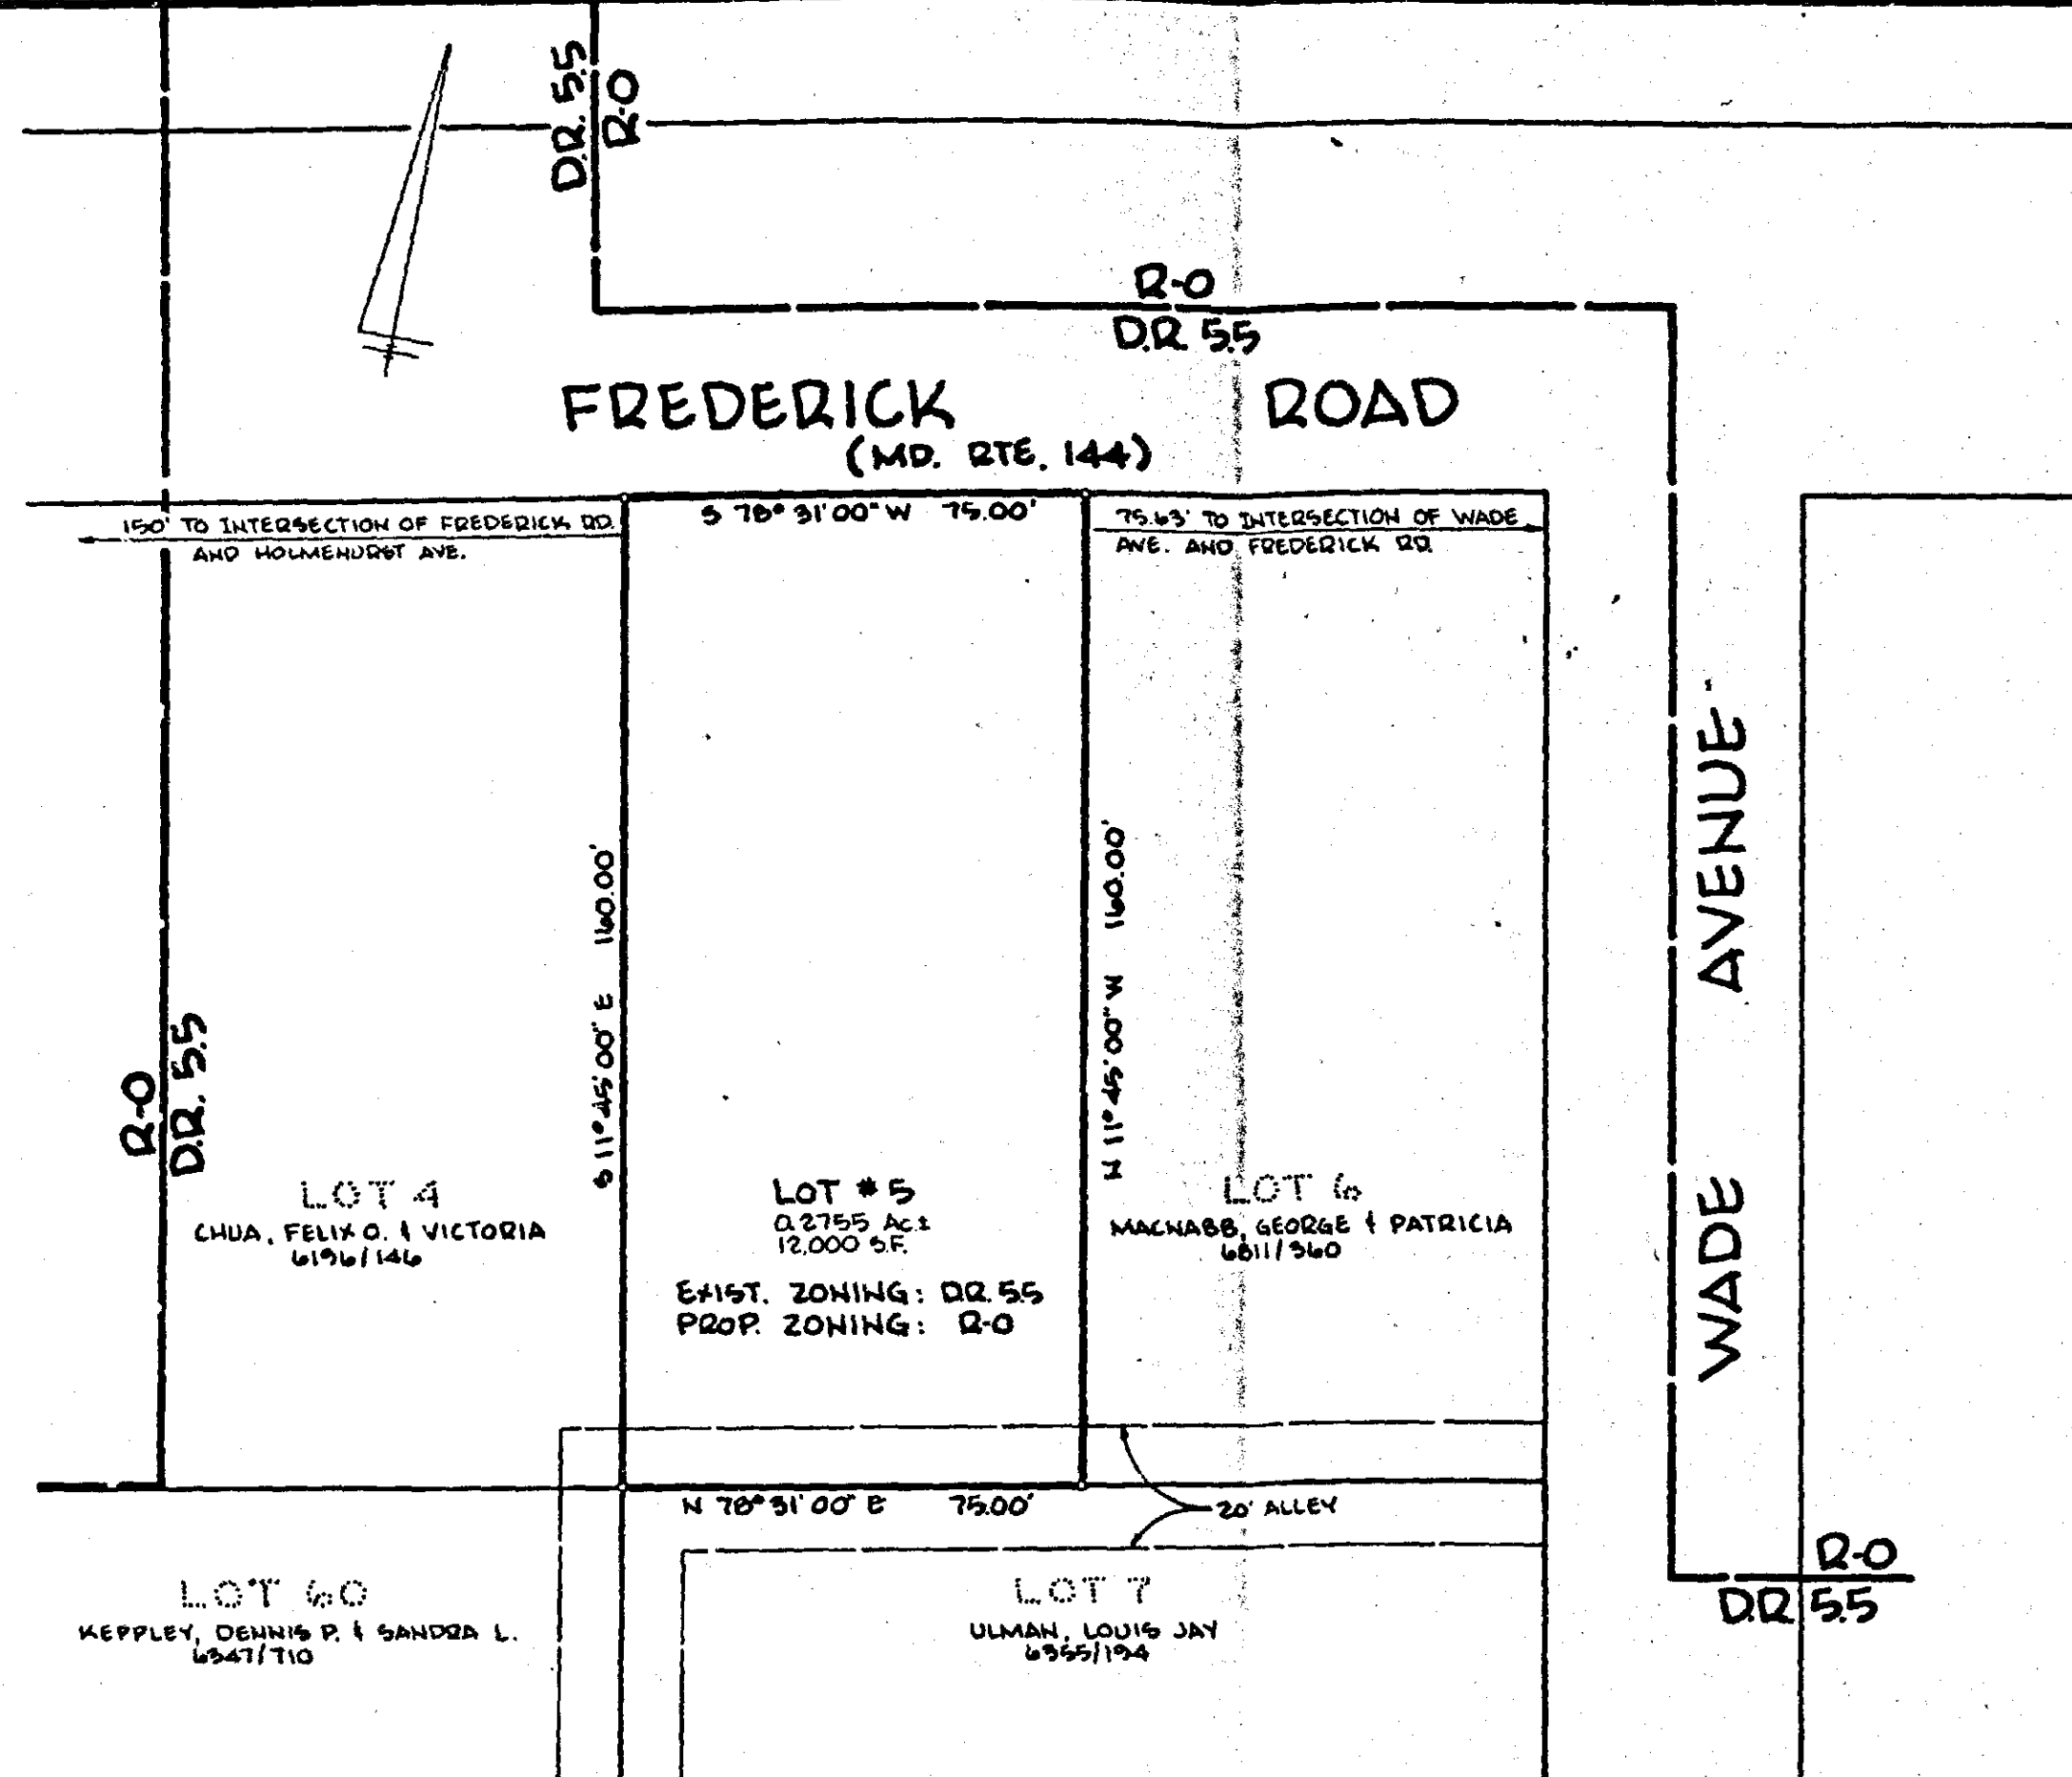 D.R. 5.5
R-O
R-O
D.R. 5.5
FREDERICK ROAD
(MD. RTE. 144)
150' TO INTERSECTION OF FREDERICK RD.
AND HOLMEHURST AVE.
S 78° 31' 00" W 75.00'
75.63' TO INTERSECTION OF WADE
AVE. AND FREDERICK RD.
S 11° 45' 00" E 160.00'
N 11° 45' 00" W 160.00'
WADE AVENUE
R-O
D.R. 5.5
LOT 4
CHUA, FELIX O. & VICTORIA
6196/146
LOT #5
0.2755 Ac.±
12,000 S.F.
EXIST. ZONING: D.R. 5.5
PROP. ZONING: R-O
LOT 6
MACNABB, GEORGE & PATRICIA
6811/360
N 78° 31' 00" E 75.00'
20' ALLEY
R-O
D.R. 5.5
LOT 60
KEPPLEY, DENNIS P. & SANDRA L.
6347/710
LOT 7
ULMAN, LOUIS JAY
6355/194